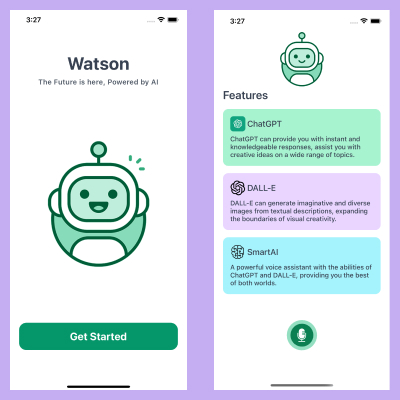 3:27
Watson
The Future is here, Powered by AI
Get Started
3:27
Features
ChatGPT
ChatGPT can provide you with instant and
knowledgeable responses, assist you with
creative ideas on a wide range of topics.
DALL-E
DALL-E can generate imaginative and diverse
images from textual descriptions, expanding
the boundaries of visual creativity.
SmartAI
A powerful voice assistant with the abilities of
ChatGPT and DALL-E, providing you the best
of both worlds.